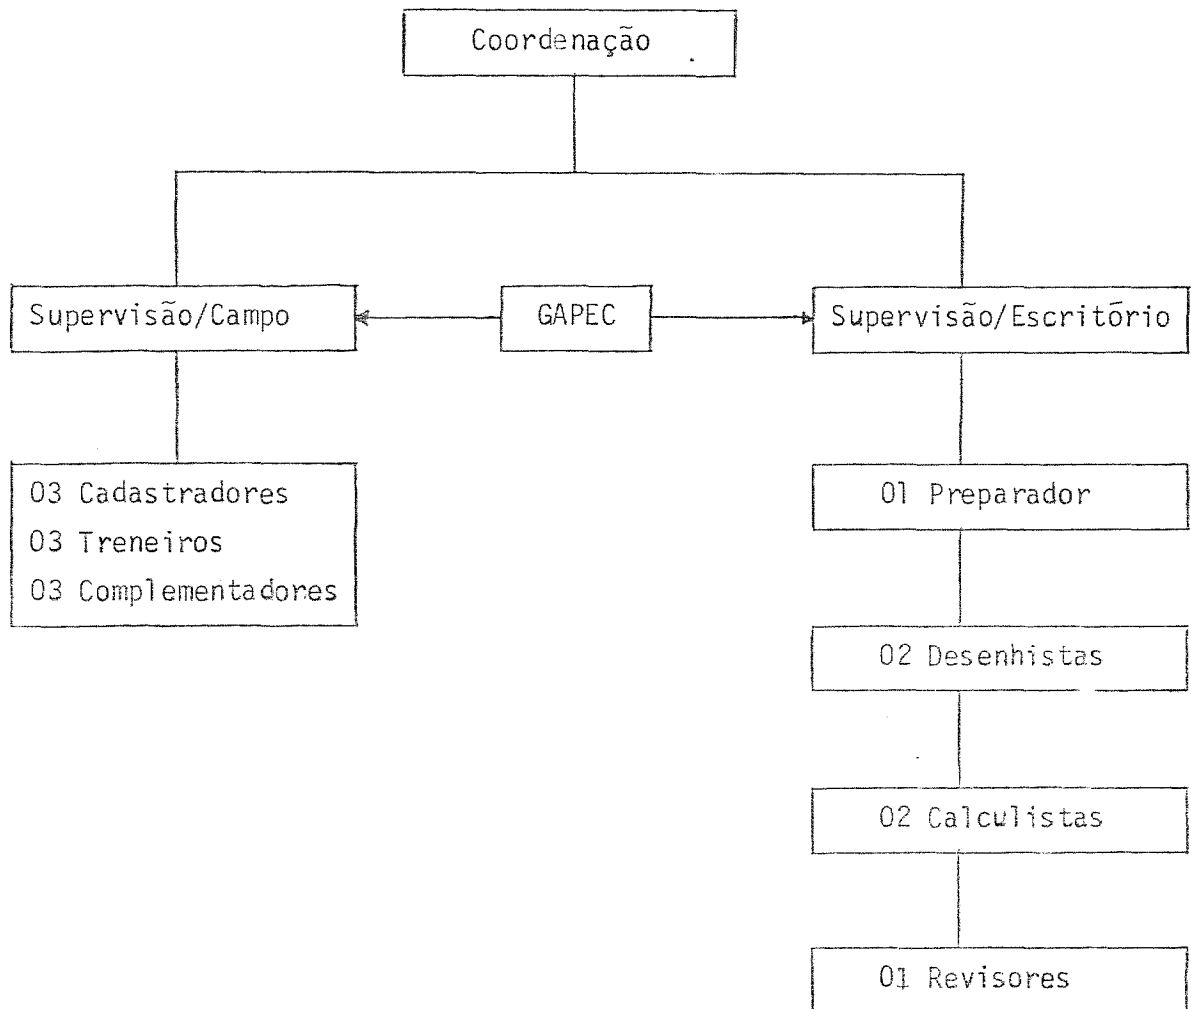 Coordenação
Supervisão/Campo
GAPEC
Supervisão/Escritório
03 Cadastradores
03 Treneiros
03 Complementadores
01 Preparador
02 Desenhistas
02 Calculistas
01 Revisores